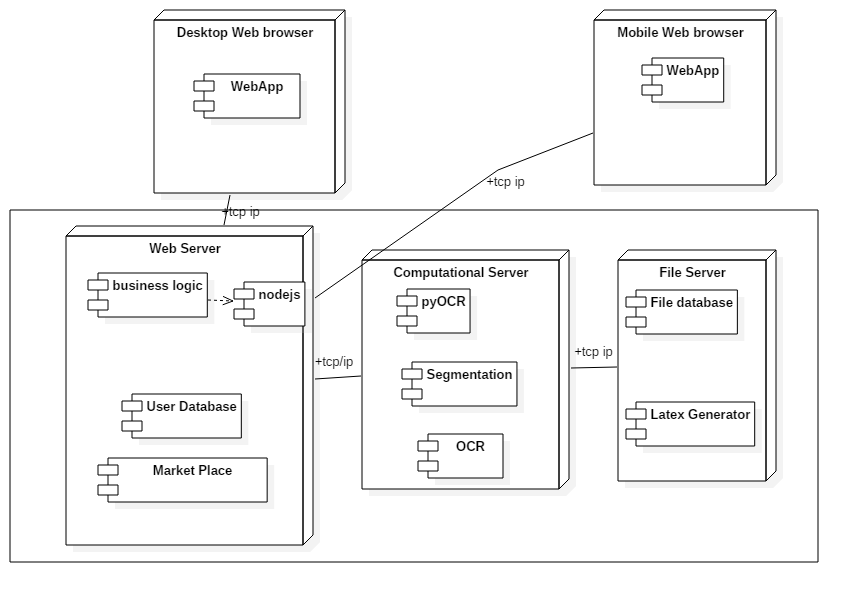 Desktop Web browser
WebApp
Mobile Web browser
WebApp
+tcp ip
+tcp ip
Web Server
business logic
nodejs
User Database
Market Place
+tcp/ip
Computational Server
pyOCR
Segmentation
OCR
+tcp ip
File Server
File database
Latex Generator